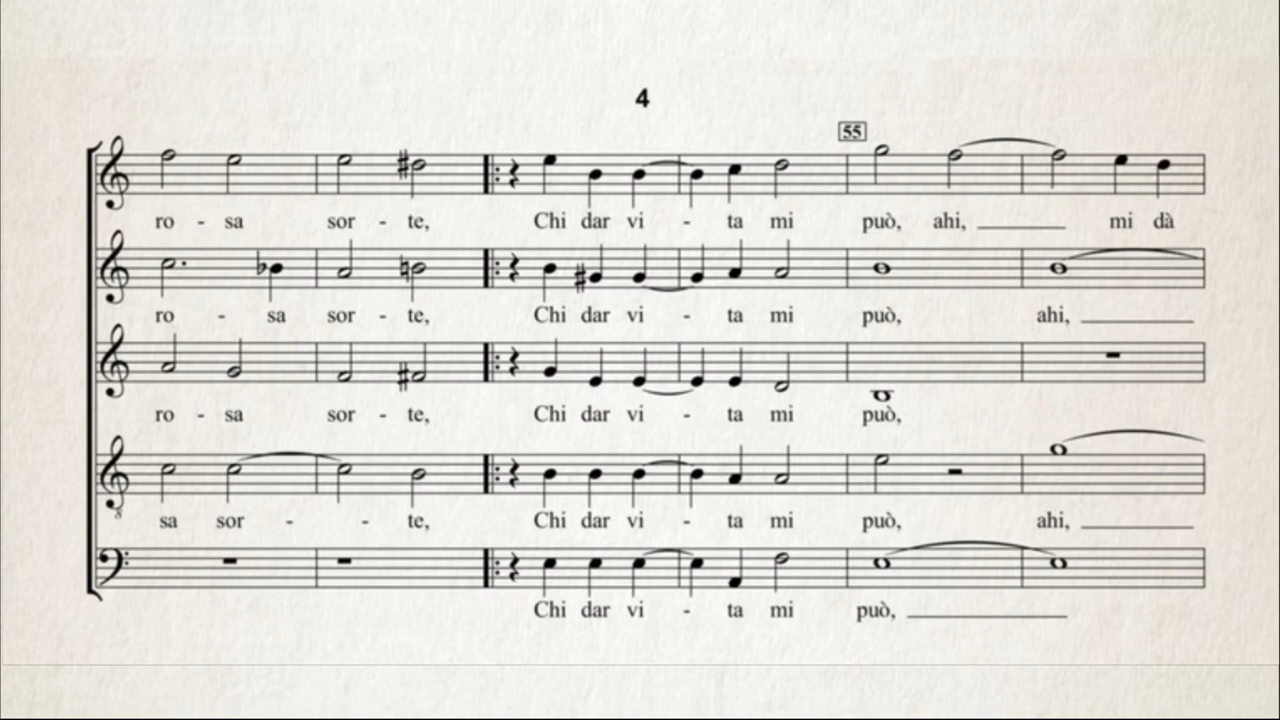 4
55
ro - sa sor - te, Chi dar vi - ta mi può, ahi, mi dà
ro - sa sor - te, Chi dar vi - ta mi può, ahi,
ro - sa sor - te, Chi dar vi - ta mi può,
8
sa sor - - te, Chi dar vi - ta mi può, ahi,
Chi dar vi - ta mi può,